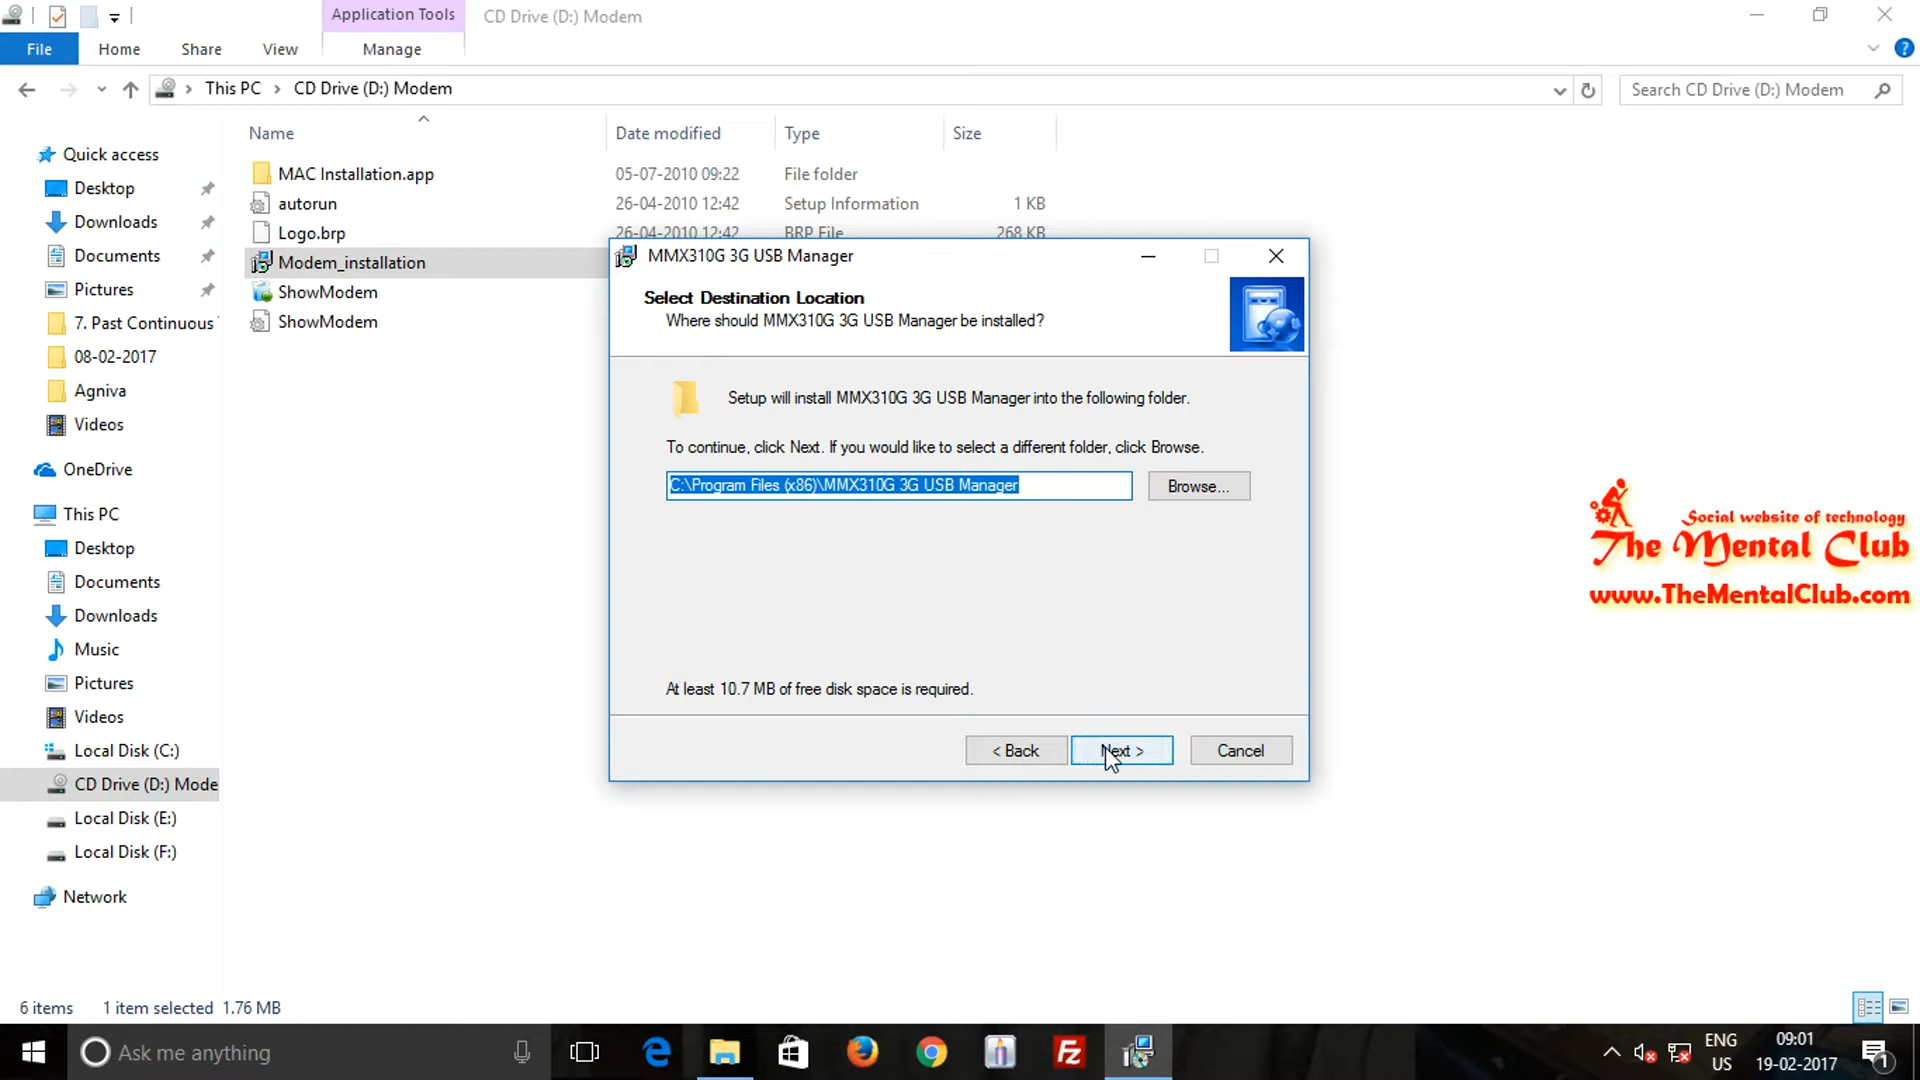 Application Tools
CD Drive (D:) Modem
File
Home
Share
View
Manage
This PC
CD Drive (D:) Modem
Search CD Drive (D:) Modem
Name
Date modified
Type
Size
Quick access
Desktop
Downloads
Documents
Pictures
7. Past Continuous
08-02-2017
Agniva
Videos
OneDrive
This PC
Desktop
Documents
Downloads
Music
Pictures
Videos
Local Disk (C:)
CD Drive (D:) Mode
Local Disk (E:)
Local Disk (F:)
Network
MAC Installation.app 05-07-2010 09:22 File folder
autorun 26-04-2010 12:42 Setup Information 1 KB
Logo.brp 26-04-2010 12:42 BRP File 268 KB
Modem_installation
ShowModem
ShowModem
MMX310G 3G USB Manager
Select Destination Location
Where should MMX310G 3G USB Manager be installed?
Setup will install MMX310G 3G USB Manager into the following folder.
To continue, click Next. If you would like to select a different folder, click Browse.
C:\Program Files (x86)\MMX310G 3G USB Manager
Browse...
At least 10.7 MB of free disk space is required.
< Back
Next >
Cancel
Social website of technology
The Mental Club
www.TheMentalClub.com
6 items 1 item selected 1.76 MB
Ask me anything
ENG
US
09:01
19-02-2017
1